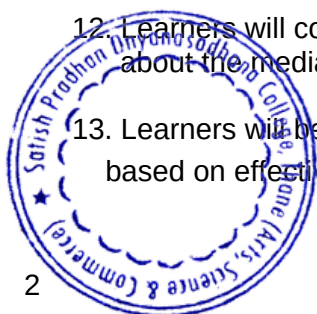 12. Learners will co
about the media
13. Learners will be
based on effecti
Satish Pradhan Dnyanasadhana College, Thane (Arts, Science & Commerce) ★
2